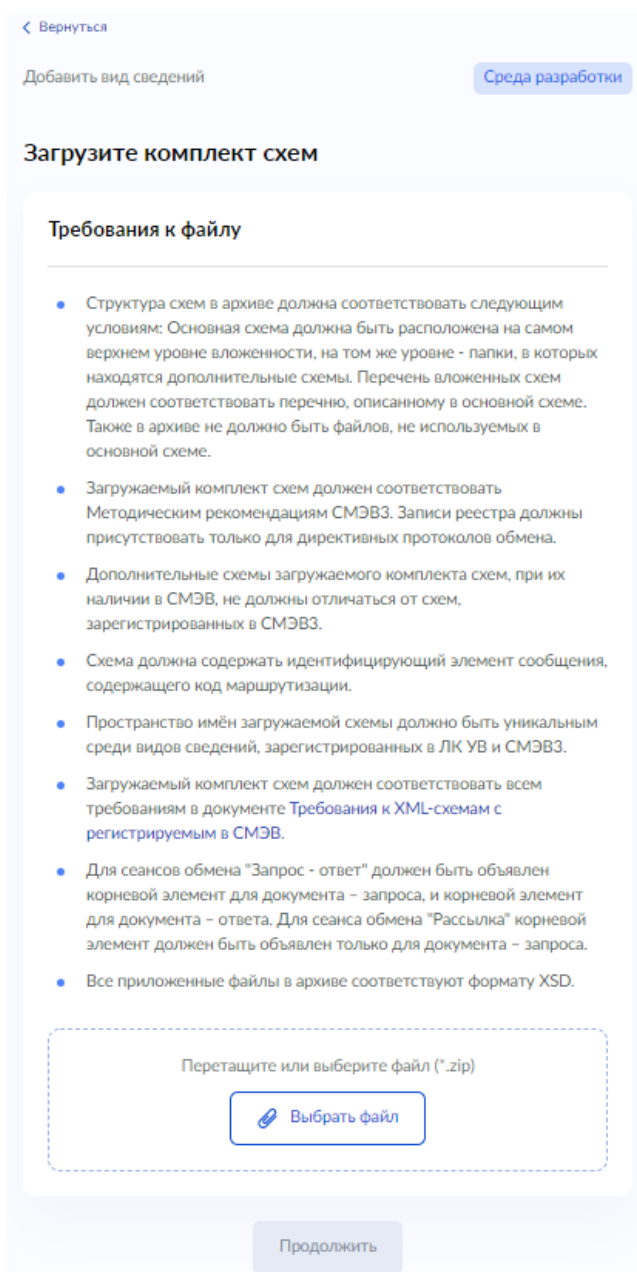 Вернуться
Добавить вид сведений
Среда разработки
Загрузите комплект схем
Требования к файлу
Структура схем в архиве должна соответствовать следующим
условиям: Основная схема должна быть расположена на самом
верхнем уровне вложенности, на том же уровне - папки, в которых
находятся дополнительные схемы. Перечень вложенных схем
должен соответствовать перечню, описанному в основной схеме.
Также в архиве не должно быть файлов, не используемых в
основной схеме.
Загружаемый комплект схем должен соответствовать
Методическим рекомендациям СМЭВ3. Записи реестра должны
присутствовать только для директивных протоколов обмена.
Дополнительные схемы загружаемого комплекта схем, при их
наличии в СМЭВ, не должны отличаться от схем,
зарегистрированных в СМЭВ3.
Схема должна содержать идентифицирующий элемент сообщения,
содержащего код маршрутизации.
Пространство имён загружаемой схемы должно быть уникальным
среди видов сведений, зарегистрированных в ЛК УВ и СМЭВ3.
Загружаемый комплект схем должен соответствовать всем
требованиям в документе Требования к XML-схемам с
регистрируемым в СМЭВ.
Для сеансов обмена "Запрос - ответ" должен быть объявлен
корневой элемент для документа – запроса, и корневой элемент
для документа – ответа. Для сеанса обмена "Рассылка" корневой
элемент должен быть объявлен только для документа – запроса.
Все приложенные файлы в архиве соответствуют формату XSD.
Перетащите или выберите файл (*.zip)
Выбрать файл
Продолжить